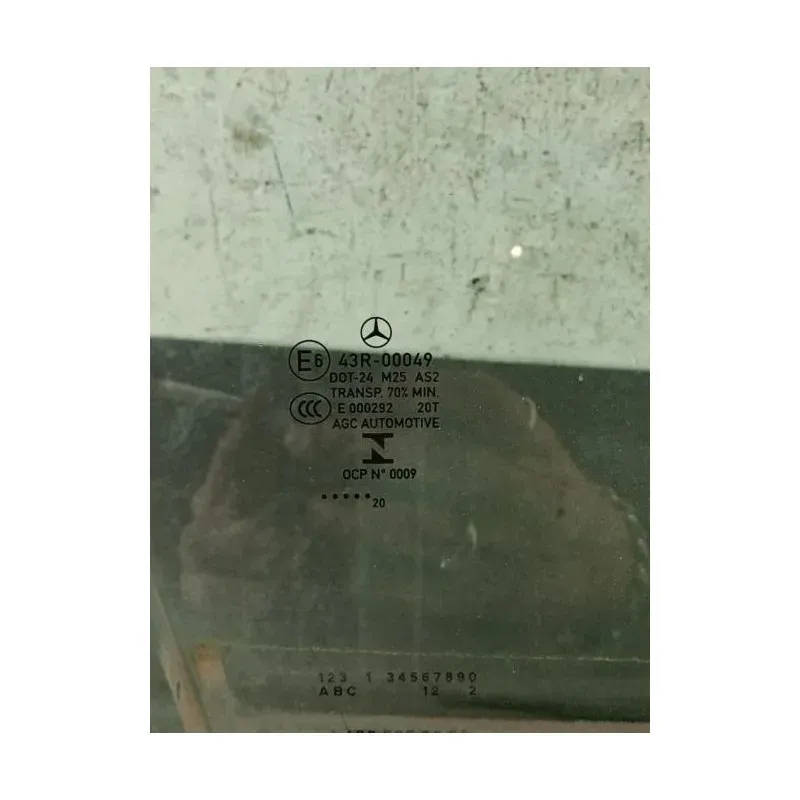 E6 43R-00049
DOT-24 M25 AS2
TRANSP. 70% MIN.
CCC E 000292 20T
AGC AUTOMOTIVE
N
OCP N° 0009
•••••20
123 1 34567890
ABC 12 2